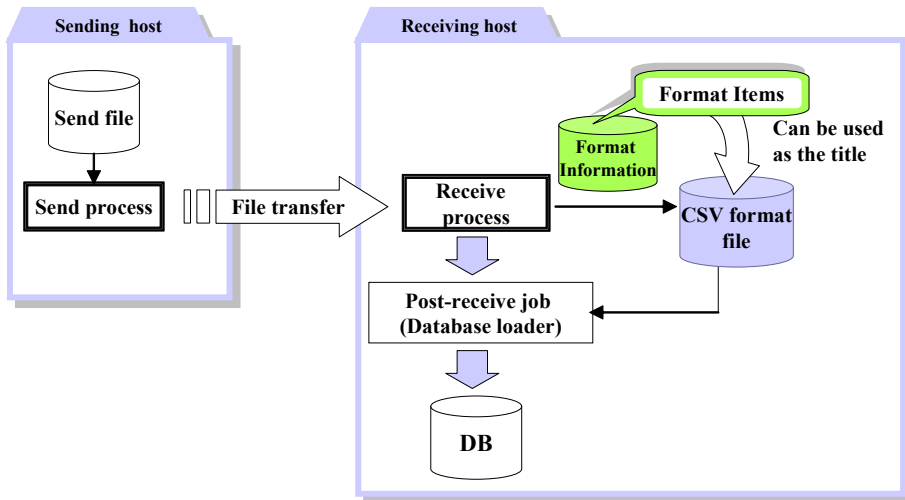 Sending host
Send file
Send process
File transfer
Receiving host
Format Items
Format
Information
Can be used
as the title
Receive
process
CSV format
file
Post-receive job
(Database loader)
DB